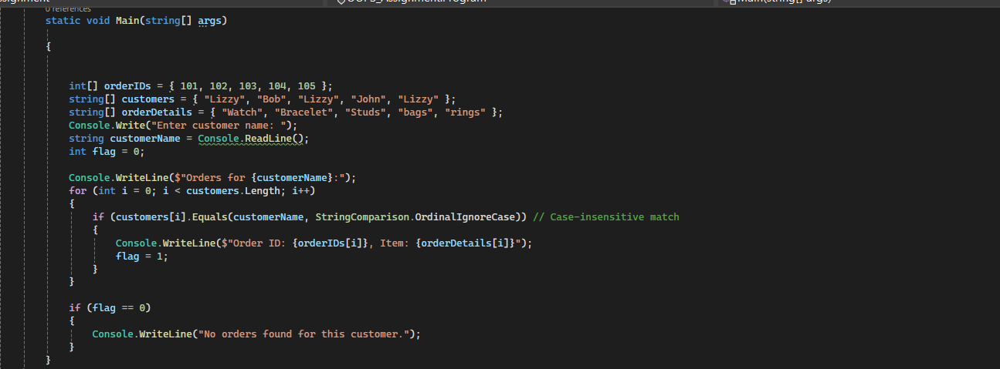 0 references
static void Main(string[] args)
{
int[] orderIDs = { 101, 102, 103, 104, 105 };
string[] customers = { "Lizzy", "Bob", "Lizzy", "John", "Lizzy" };
string[] orderDetails = { "Watch", "Bracelet", "Studs", "bags", "rings" };
Console.Write("Enter customer name: ");
string customerName = Console.ReadLine();
int flag = 0;
Console.WriteLine($"Orders for {customerName}:");
for (int i = 0; i < customers.Length; i++)
{
if (customers[i].Equals(customerName, StringComparison.OrdinalIgnoreCase)) // Case-insensitive match
{
Console.WriteLine($"Order ID: {orderIDs[i]}, Item: {orderDetails[i]}");
flag = 1;
}
}
if (flag == 0)
{
Console.WriteLine("No orders found for this customer.");
}
}